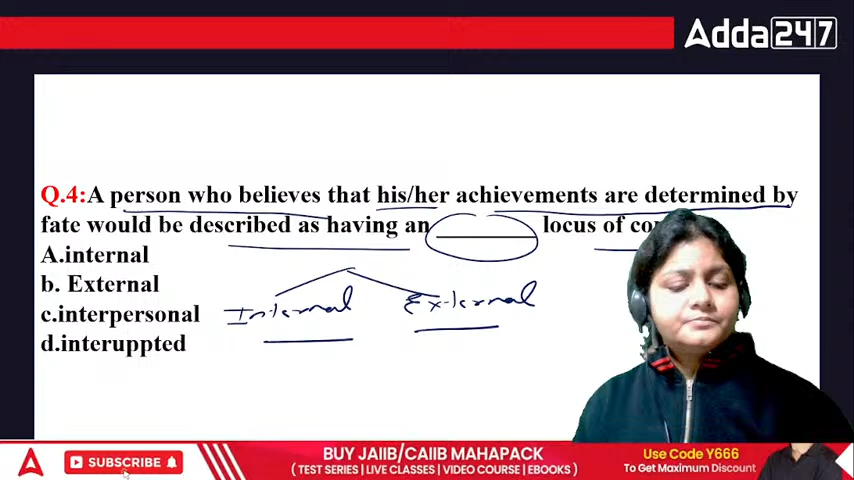 Adda247
Q.4:A person who believes that his/her achievements are determined by
fate would be described as having an locus of
A.internal
b. External
c.interpersonal
d.interuppted
Internal External
SUBSCRIBE
BUY JAIIB/CAIIB MAHAPACK
( TEST SERIES | LIVE CLASSES | VIDEO COURSE | EBOOKS )
Use Code Y666
To Get Maximum Discount